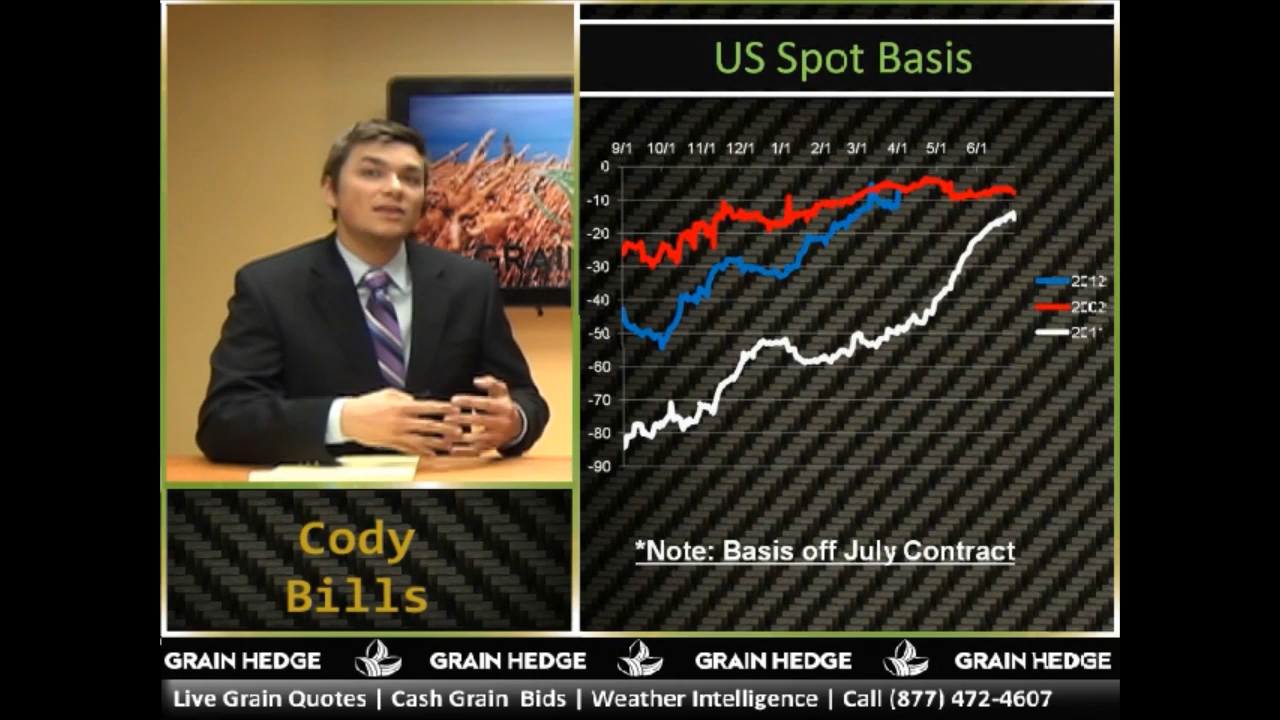 US Spot Basis
9/1 10/1 11/1 12/1 1/1 2/1 3/1 4/1 5/1 6/1
0
-10
-20
-30
-40
-50
-60
-70
-80
-90
2012
2002
*Note: Basis off July Contract
GRAI
Cody
Bills
GRAIN HEDGE GRAIN HEDGE GRAIN HEDGE GRAIN HEDGE
Live Grain Quotes | Cash Grain Bids | Weather Intelligence | Call (877) 472-4607